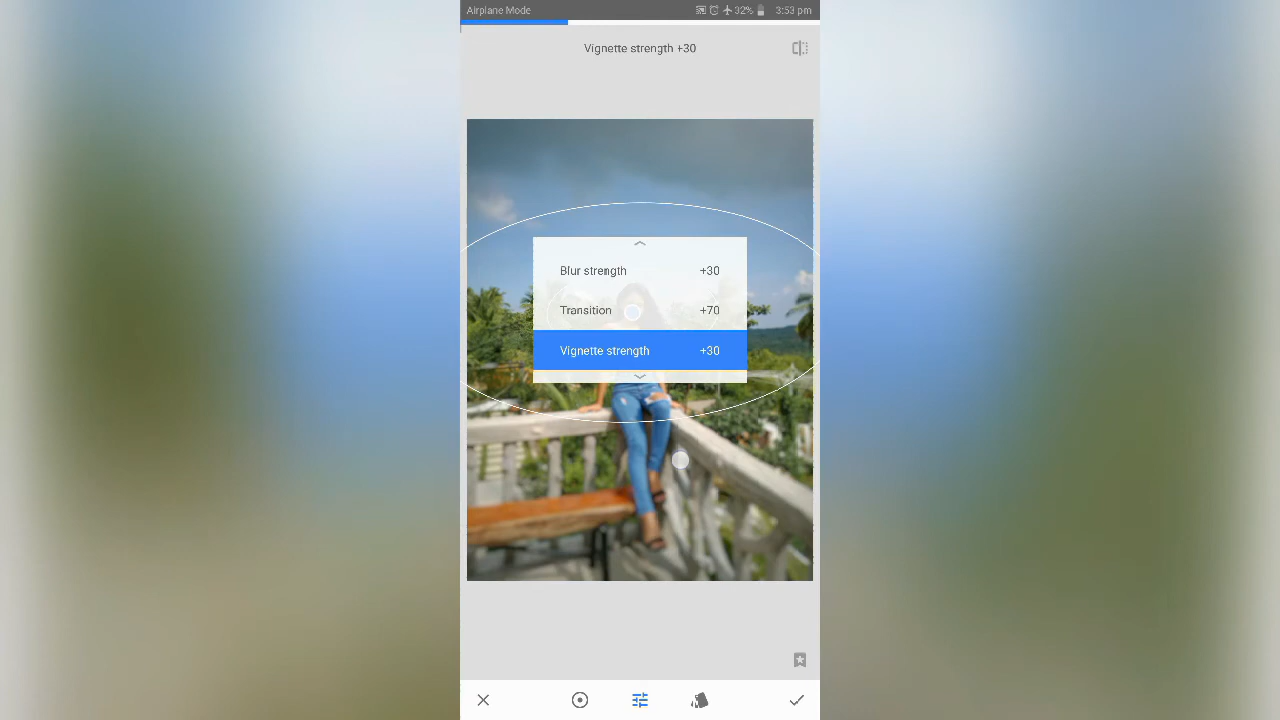 Airplane Mode 32% 3:53 pm
Vignette strength +30
Blur strength +30
Transition +70
Vignette strength +30